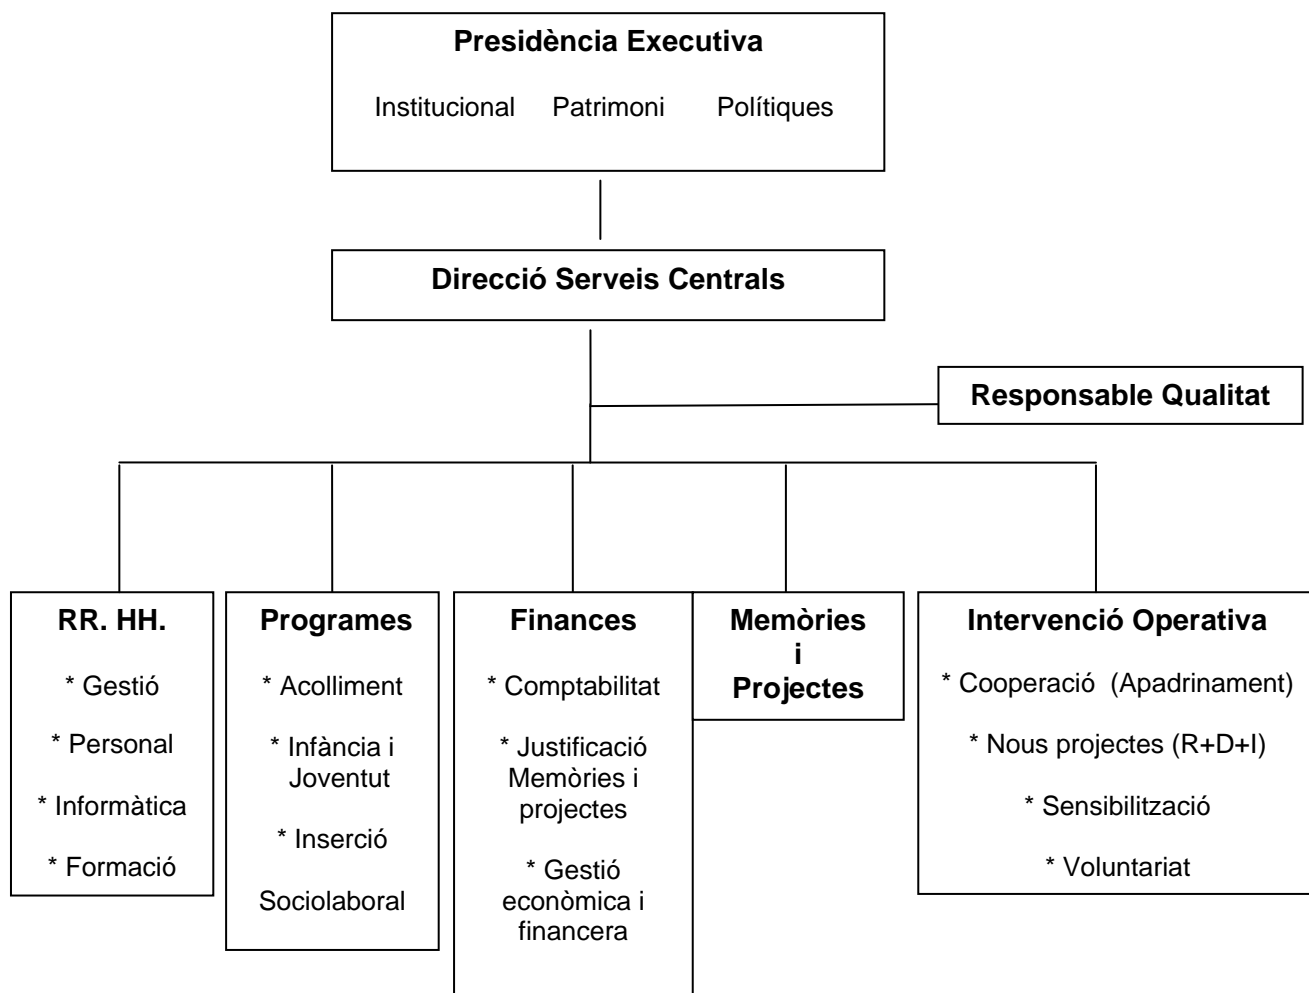 Presidència Executiva
Institucional Patrimoni Polítiques
Direcció Serveis Centrals
Responsable Qualitat
RR. HH.
* Gestió
* Personal
* Informàtica
* Formació
Programes
* Acolliment
* Infància i
Joventut
* Inserció
Sociolaboral
Finances
* Comptabilitat
* Justificació
Memòries i
projectes
* Gestió
econòmica i
financera
Memòries
i
Projectes
Intervenció Operativa
* Cooperació (Apadrinament)
* Nous projectes (R+D+I)
* Sensibilització
* Voluntariat